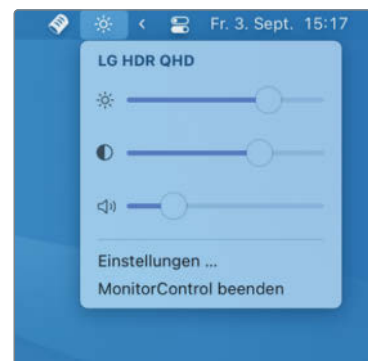 Fr. 3. Sept. 15:17
LG HDR QHD
Einstellungen ...
MonitorControl beenden